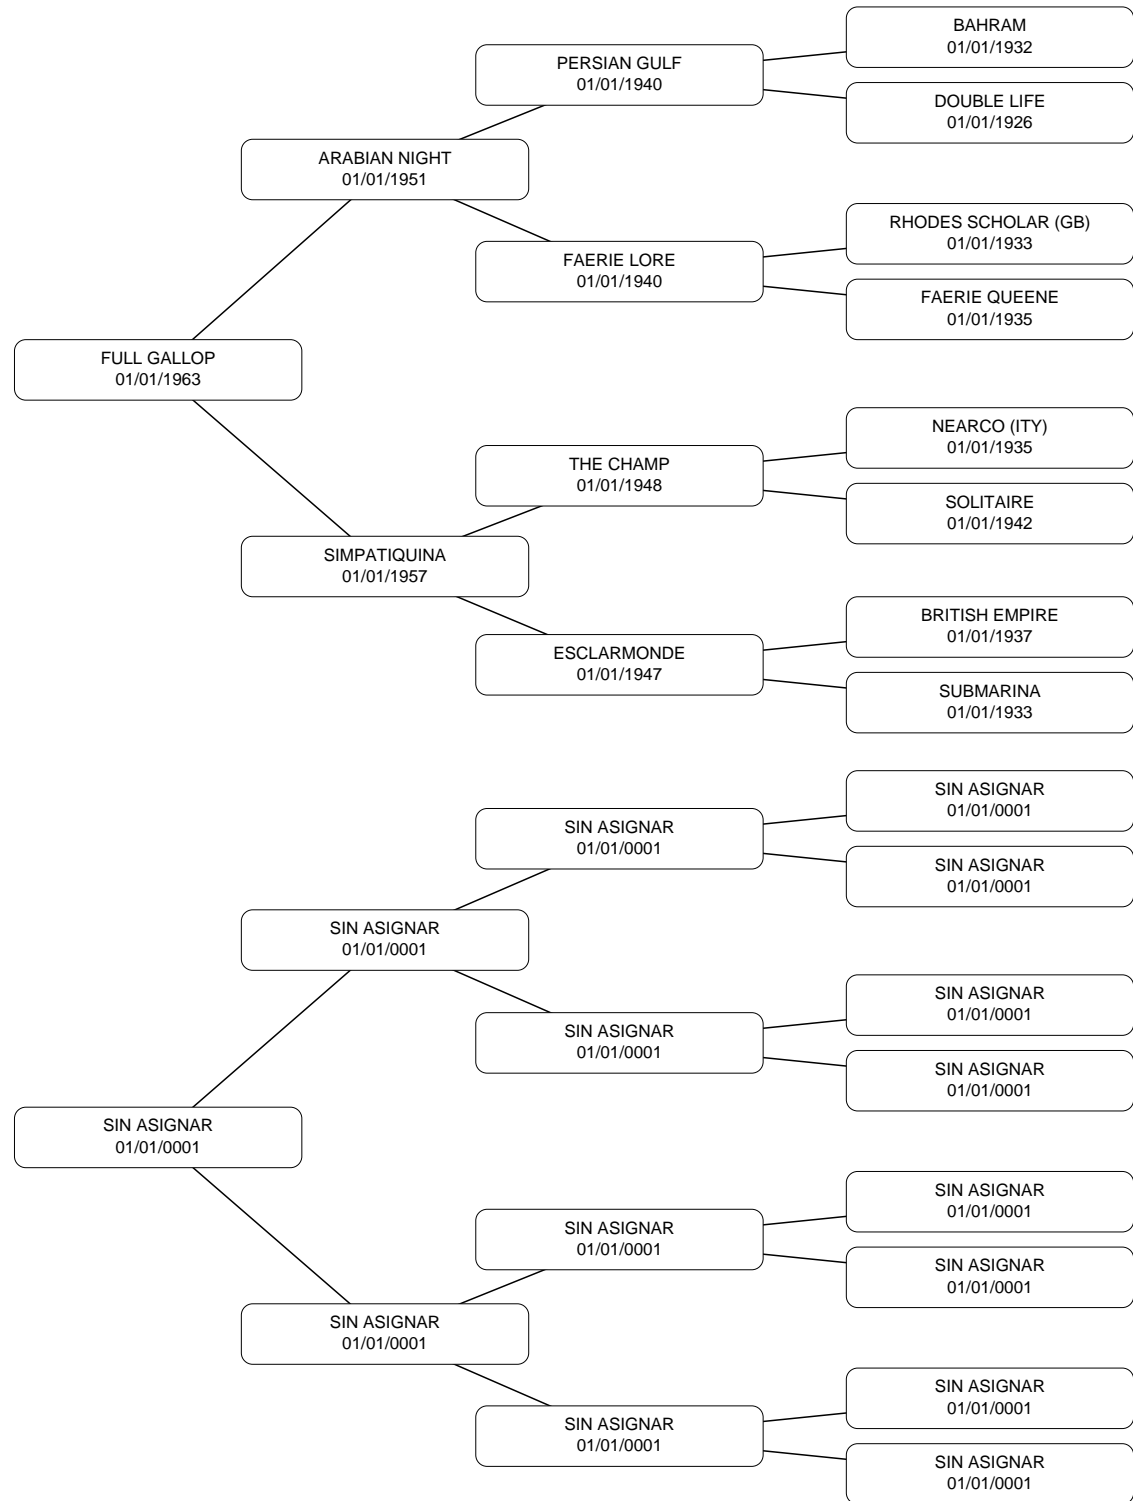 BAHRAM
01/01/1932
PERSIAN GULF
01/01/1940
DOUBLE LIFE
01/01/1926
ARABIAN NIGHT
01/01/1951
RHODES SCHOLAR (GB)
01/01/1933
FAERIE LORE
01/01/1940
FAERIE QUEENE
01/01/1935
FULL GALLOP
01/01/1963
NEARCO (ITY)
01/01/1935
THE CHAMP
01/01/1948
SOLITAIRE
01/01/1942
SIMPATIQUINA
01/01/1957
BRITISH EMPIRE
01/01/1937
ESCLARMONDE
01/01/1947
SUBMARINA
01/01/1933
SIN ASIGNAR
01/01/0001
SIN ASIGNAR
01/01/0001
SIN ASIGNAR
01/01/0001
SIN ASIGNAR
01/01/0001
SIN ASIGNAR
01/01/0001
SIN ASIGNAR
01/01/0001
SIN ASIGNAR
01/01/0001
SIN ASIGNAR
01/01/0001
SIN ASIGNAR
01/01/0001
SIN ASIGNAR
01/01/0001
SIN ASIGNAR
01/01/0001
SIN ASIGNAR
01/01/0001
SIN ASIGNAR
01/01/0001
SIN ASIGNAR
01/01/0001
SIN ASIGNAR
01/01/0001